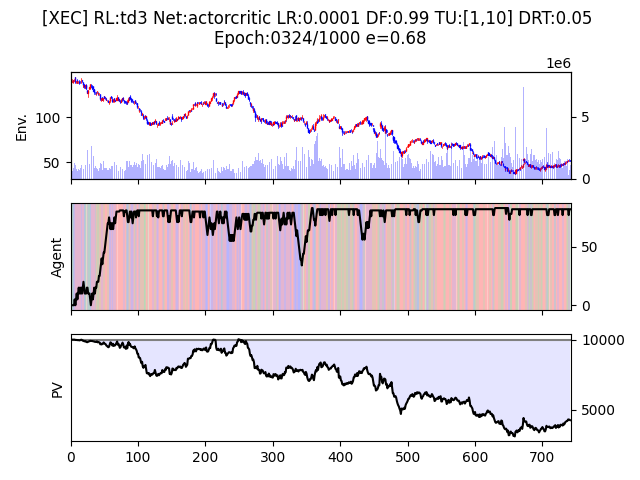 [XEC] RL:td3 Net:actorcritic LR:0.0001 DF:0.99 TU:[1,10] DRT:0.05
Epoch:0324/1000 e=0.68
1e6
Env.
100
50
5
0
Agent
50
0
PV
10000
5000
0 100 200 300 400 500 600 700